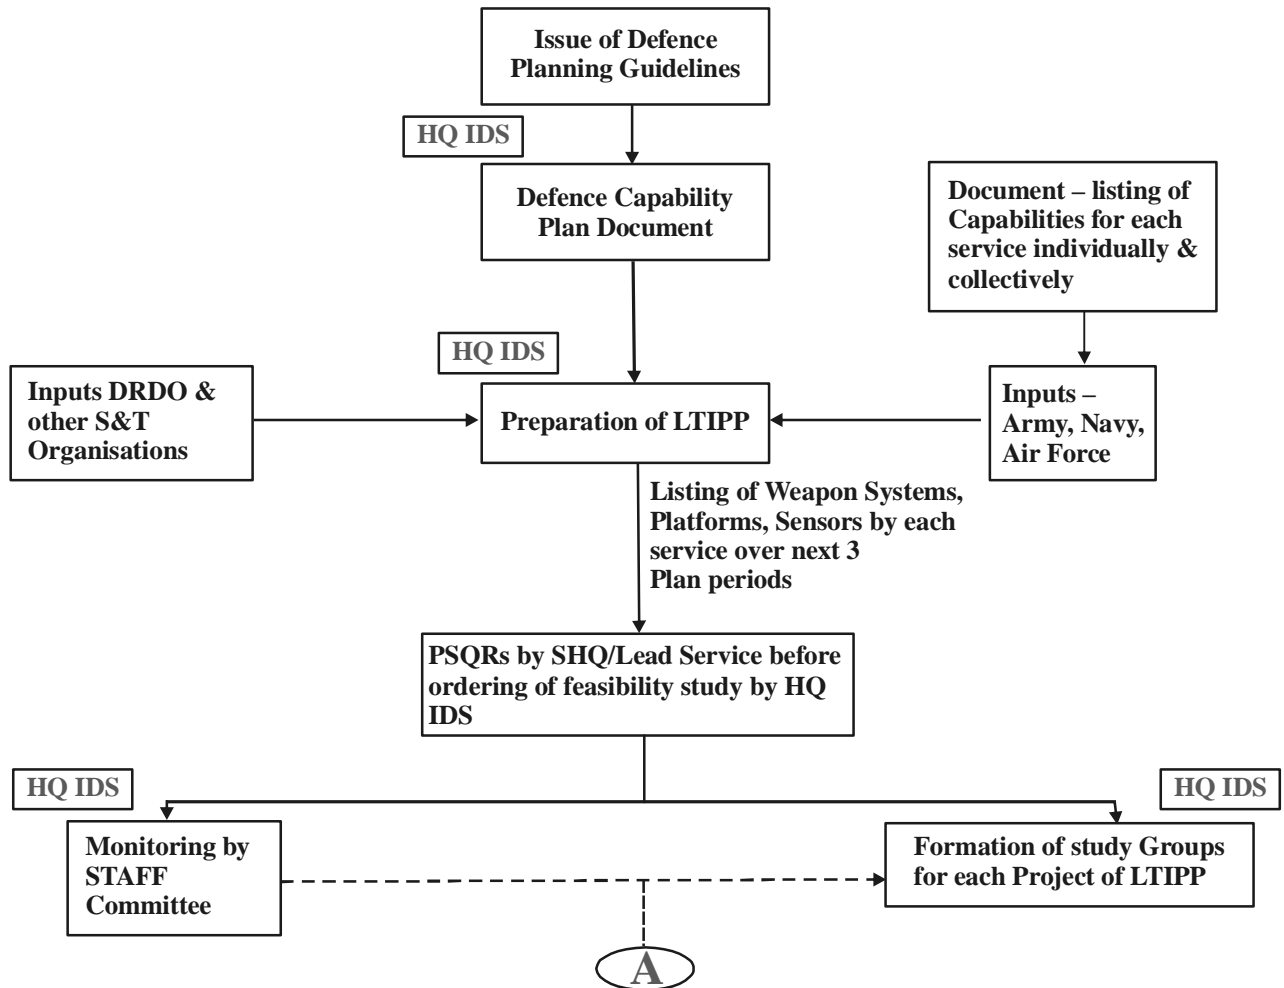 Issue of Defence
Planning Guidelines
HQ IDS
Defence Capability
Plan Document
Document – listing of
Capabilities for each
service individually &
collectively
HQ IDS
Inputs DRDO &
other S&T
Organisations
Preparation of LTIPP
Inputs –
Army, Navy,
Air Force
Listing of Weapon Systems,
Platforms, Sensors by each
service over next 3
Plan periods
PSQRs by SHQ/Lead Service before
ordering of feasibility study by HQ
IDS
HQ IDS
HQ IDS
Monitoring by
STAFF
Committee
Formation of study Groups
for each Project of LTIPP
A